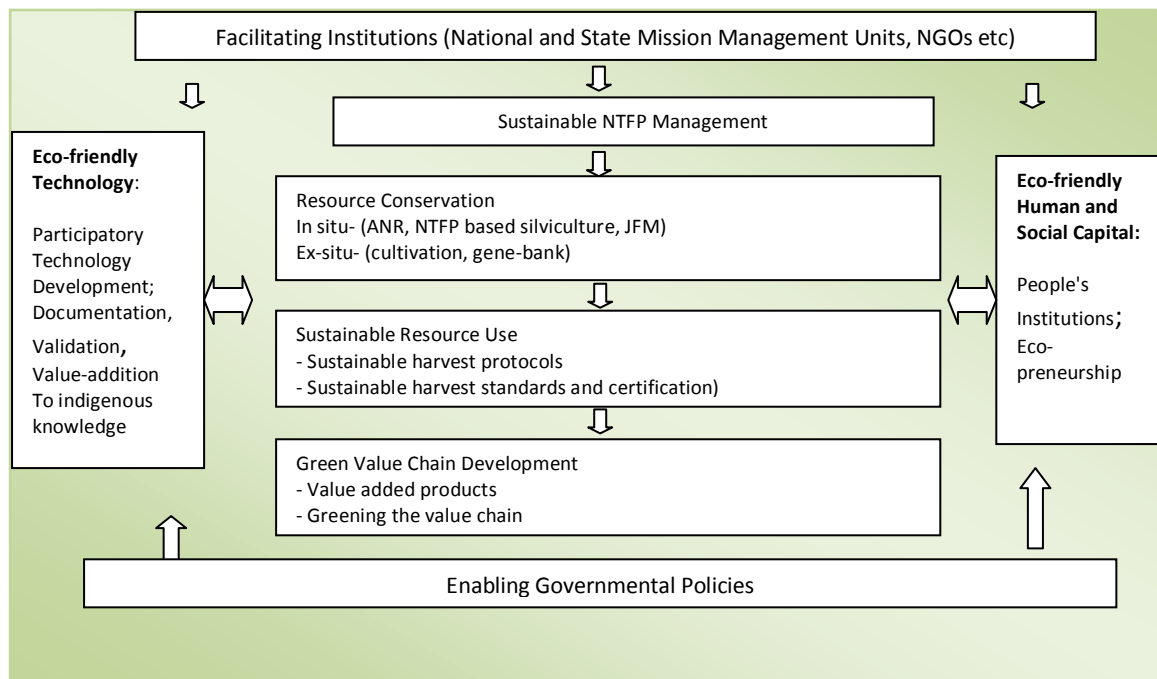 Facilitating Institutions (National and State Mission Management Units, NGOs etc)
Sustainable NTFP Management
Eco-friendly
Technology:
Participatory
Technology
Development;
Documentation,
Validation,
Value-addition
To indigenous
knowledge
Resource Conservation
In situ- (ANR, NTFP based silviculture, JFM)
Ex-situ- (cultivation, gene-bank)
Sustainable Resource Use
- Sustainable harvest protocols
- Sustainable harvest standards and certification)
Green Value Chain Development
- Value added products
- Greening the value chain
Eco-friendly
Human and
Social Capital:
People's
Institutions;
Eco-
preneurship
Enabling Governmental Policies